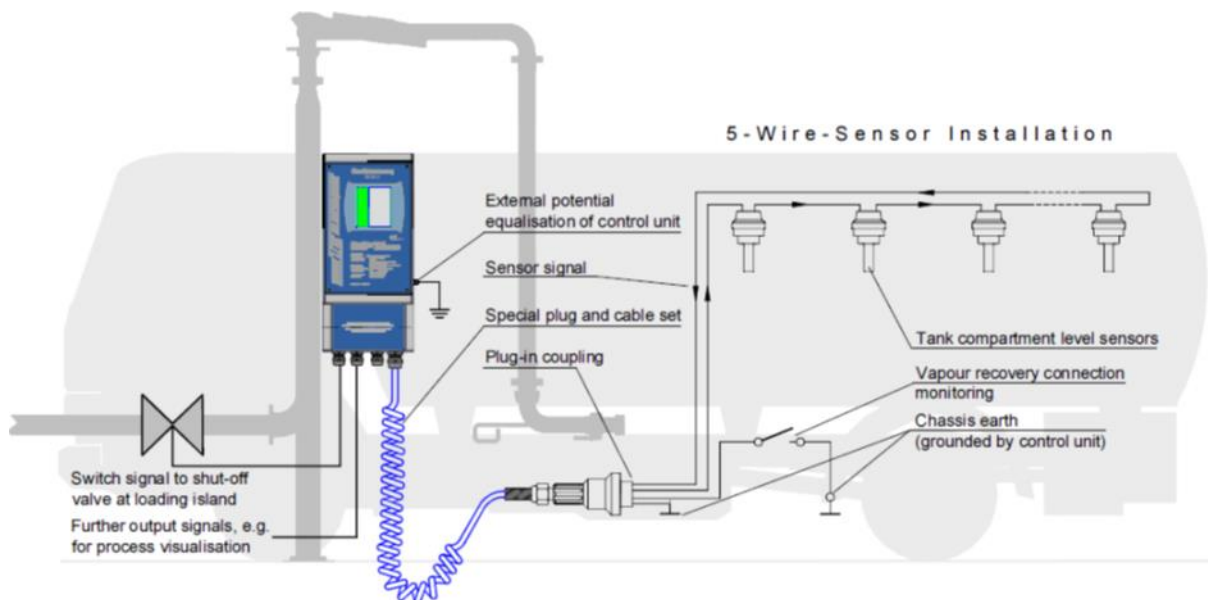 5-Wire-Sensor Installation
External potential
equalisation of control unit
Sensor signal
Special plug and cable set
Plug-in coupling
Tank compartment level sensors
Vapour recovery connection
monitoring
Chassis earth
(grounded by control unit)
Switch signal to shut-off
valve at loading island
Further output signals, e.g.
for process visualisation